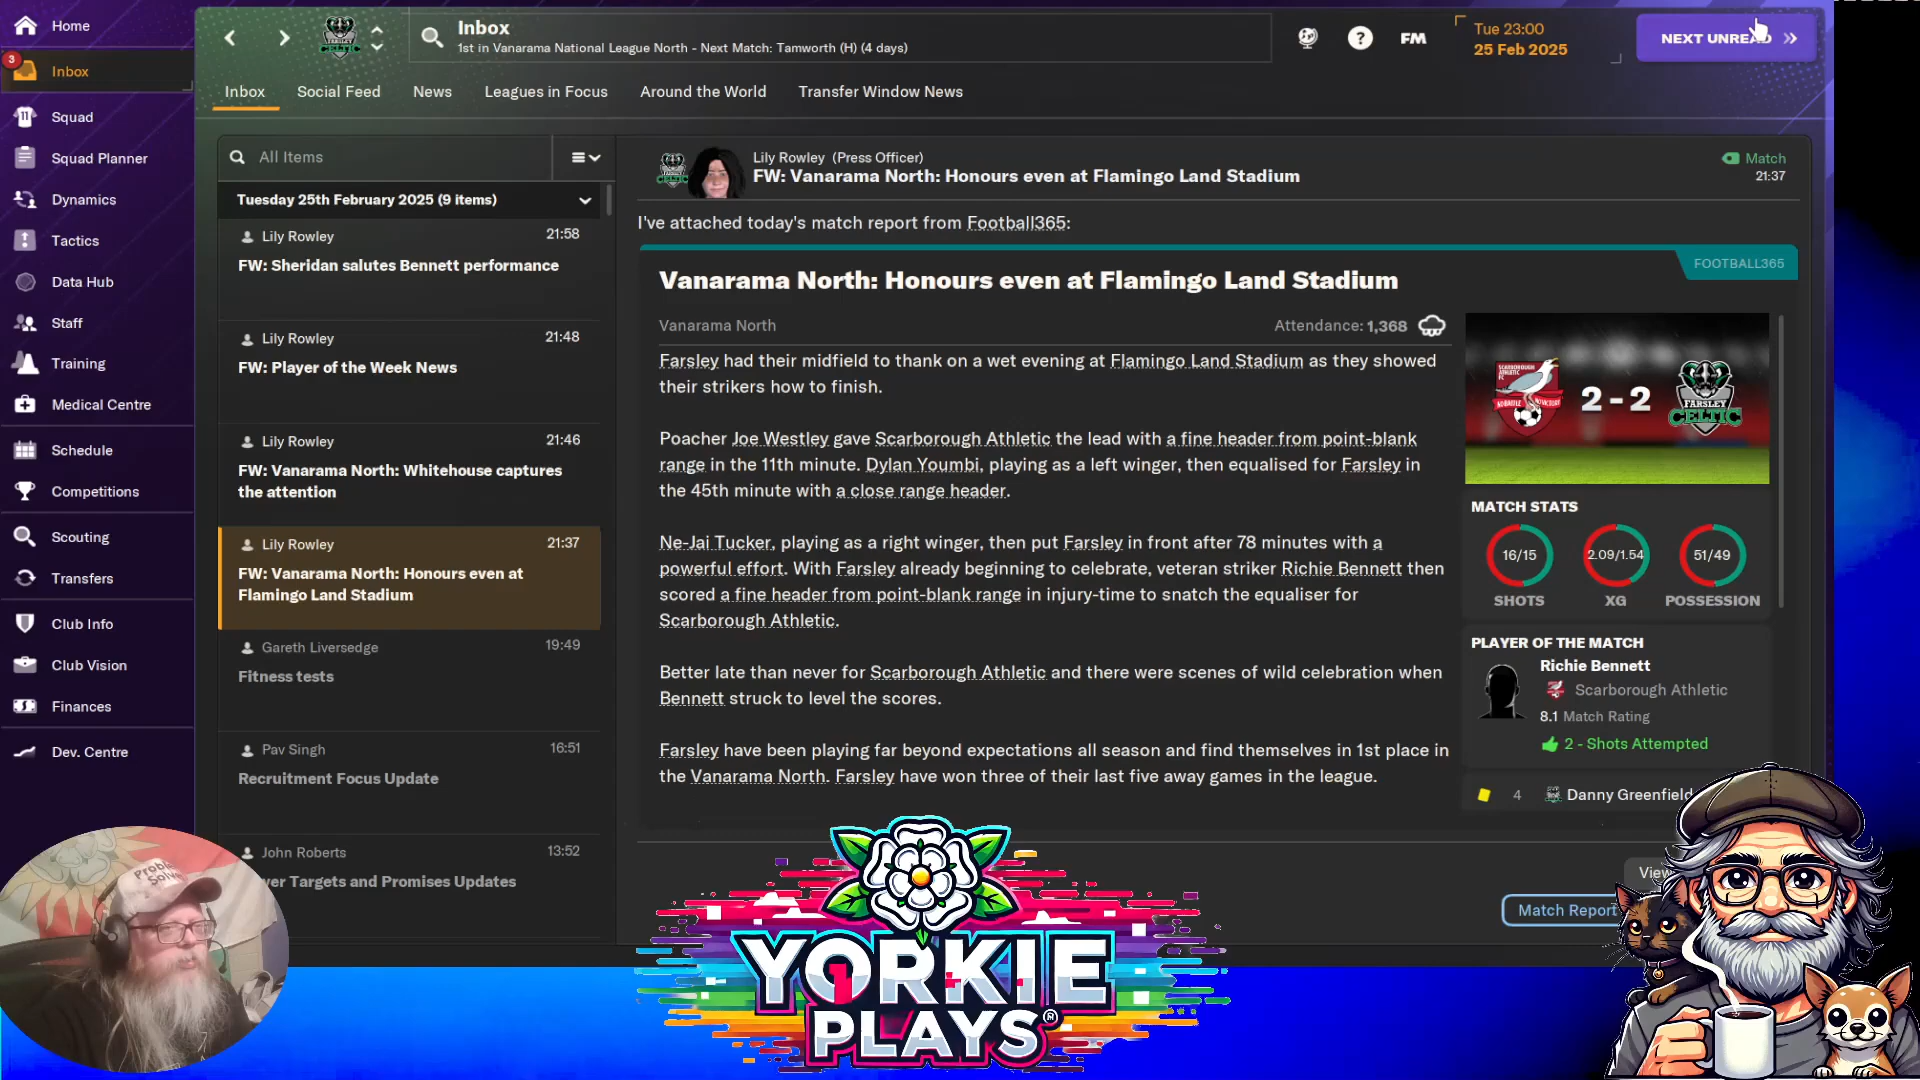 Home
3
Inbox
Squad
Squad Planner
Dynamics
Tactics
Data Hub
Staff
Training
Medical Centre
Schedule
Competitions
Scouting
Transfers
Club Info
Club Vision
Finances
Dev. Centre
Inbox
1st in Vanarama National League North - Next Match: Tamworth (H) (4 days)
FM
Tue 23:00
25 Feb 2025
NEXT UNREAD
Inbox
Social Feed
News
Leagues in Focus
Around the World
Transfer Window News
All Items
Tuesday 25th February 2025 (9 items)
Lily Rowley 21:58
FW: Sheridan salutes Bennett performance
Lily Rowley 21:48
FW: Player of the Week News
Lily Rowley 21:46
FW: Vanarama North: Whitehouse captures
the attention
Lily Rowley 21:37
FW: Vanarama North: Honours even at
Flamingo Land Stadium
Gareth Liversedge 19:49
Fitness tests
Pav Singh 16:51
Recruitment Focus Update
John Roberts 13:52
Targets and Promises Updates
Lily Rowley (Press Officer)
FW: Vanarama North: Honours even at Flamingo Land Stadium
Match
21:37
I've attached today's match report from Football365:
FOOTBALL365
Vanarama North: Honours even at Flamingo Land Stadium
Vanarama North
Attendance: 1,368
Farsley had their midfield to thank on a wet evening at Flamingo Land Stadium as they showed
their strikers how to finish.
Poacher Joe Westley gave Scarborough Athletic the lead with a fine header from point-blank
range in the 11th minute. Dylan Youmbi, playing as a left winger, then equalised for Farsley in
the 45th minute with a close range header.
Ne-Jai Tucker, playing as a right winger, then put Farsley in front after 78 minutes with a
powerful effort. With Farsley already beginning to celebrate, veteran striker Richie Bennett then
scored a fine header from point-blank range in injury-time to snatch the equaliser for
Scarborough Athletic.
Better late than never for Scarborough Athletic and there were scenes of wild celebration when
Bennett struck to level the scores.
Farsley have been playing far beyond expectations all season and find themselves in 1st place in
the Vanarama North. Farsley have won three of their last five away games in the league.
2 - 2
FARSLEY
CELTIC
MATCH STATS
16/15
2.09/1.54
51/49
SHOTS
XG
POSSESSION
PLAYER OF THE MATCH
Richie Bennett
Scarborough Athletic
8.1 Match Rating
2 - Shots Attempted
4
Danny Greenfield
Match Report
YORKIE
PLAYS